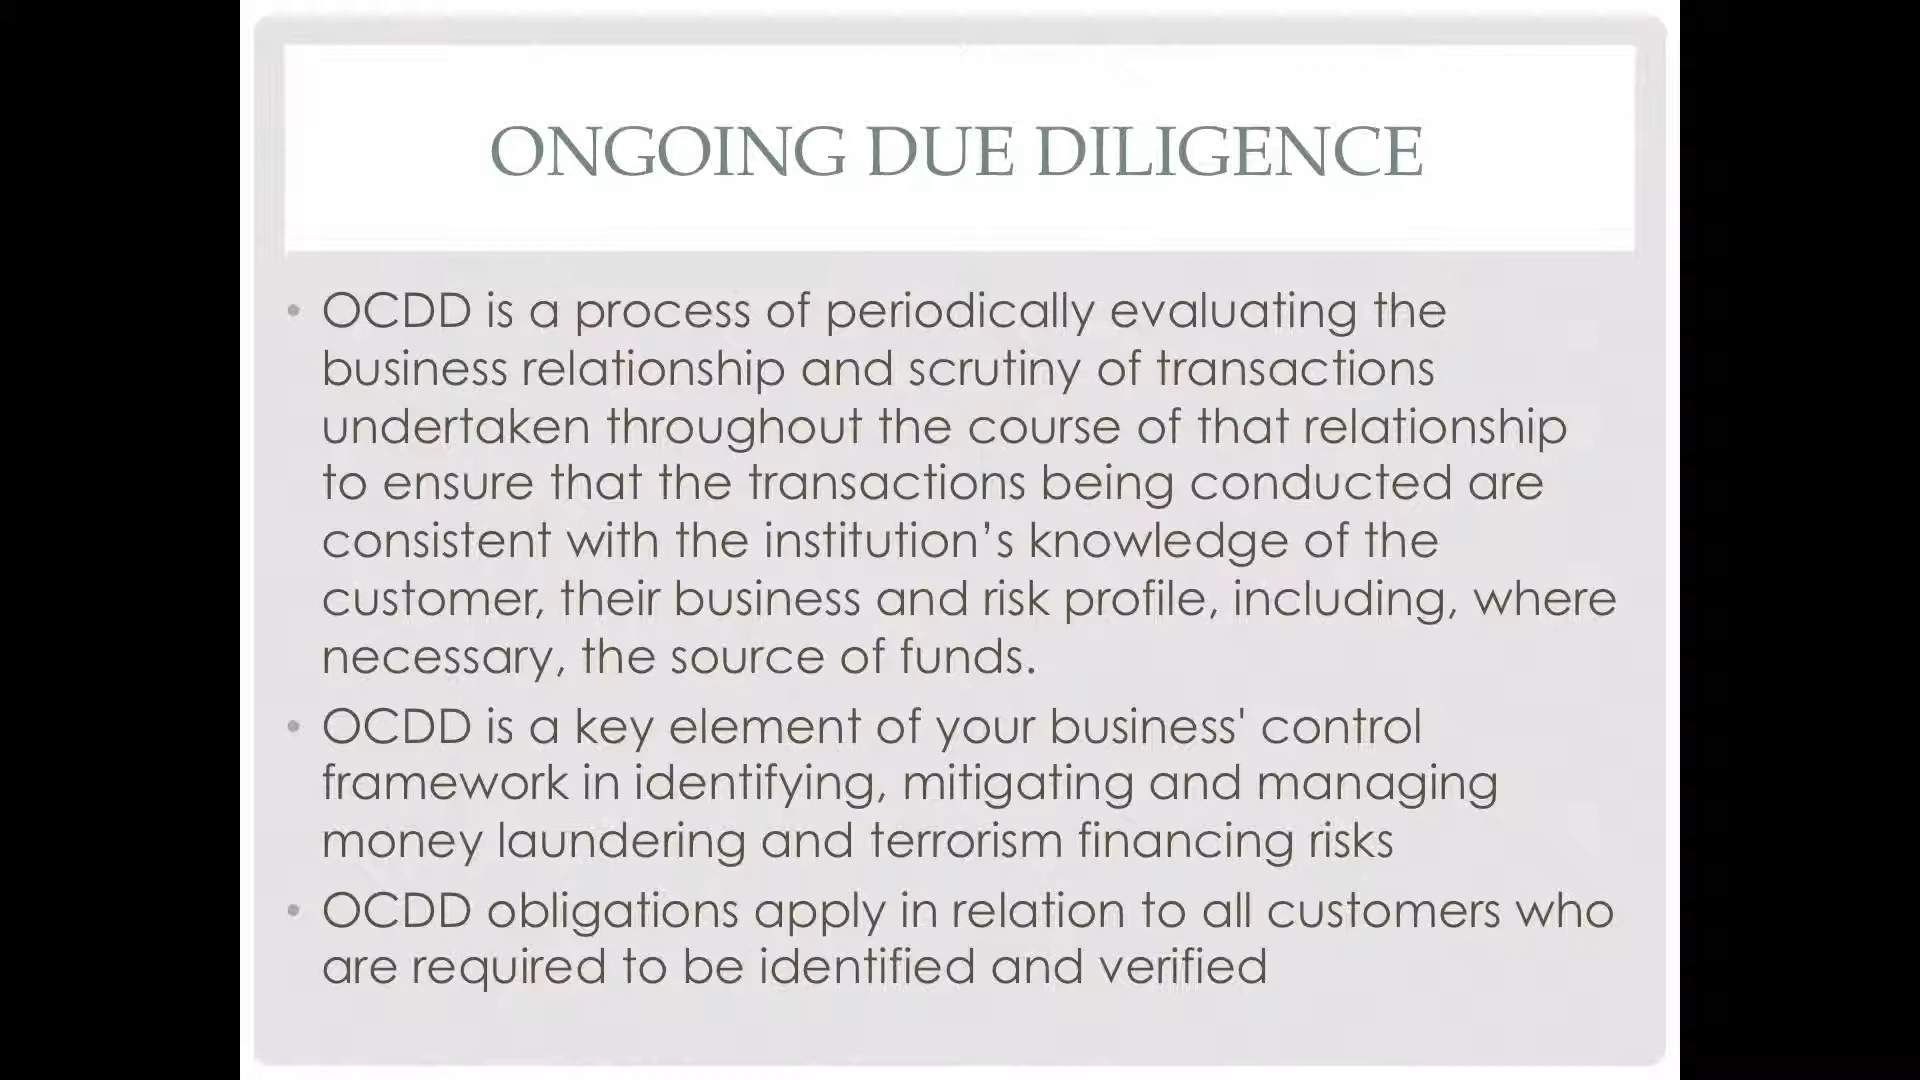 ONGOING DUE DILIGENCE
• OCDD is a process of periodically evaluating the
business relationship and scrutiny of transactions
undertaken throughout the course of that relationship
to ensure that the transactions being conducted are
consistent with the institution’s knowledge of the
customer, their business and risk profile, including, where
necessary, the source of funds.
• OCDD is a key element of your business' control
framework in identifying, mitigating and managing
money laundering and terrorism financing risks
• OCDD obligations apply in relation to all customers who
are required to be identified and verified